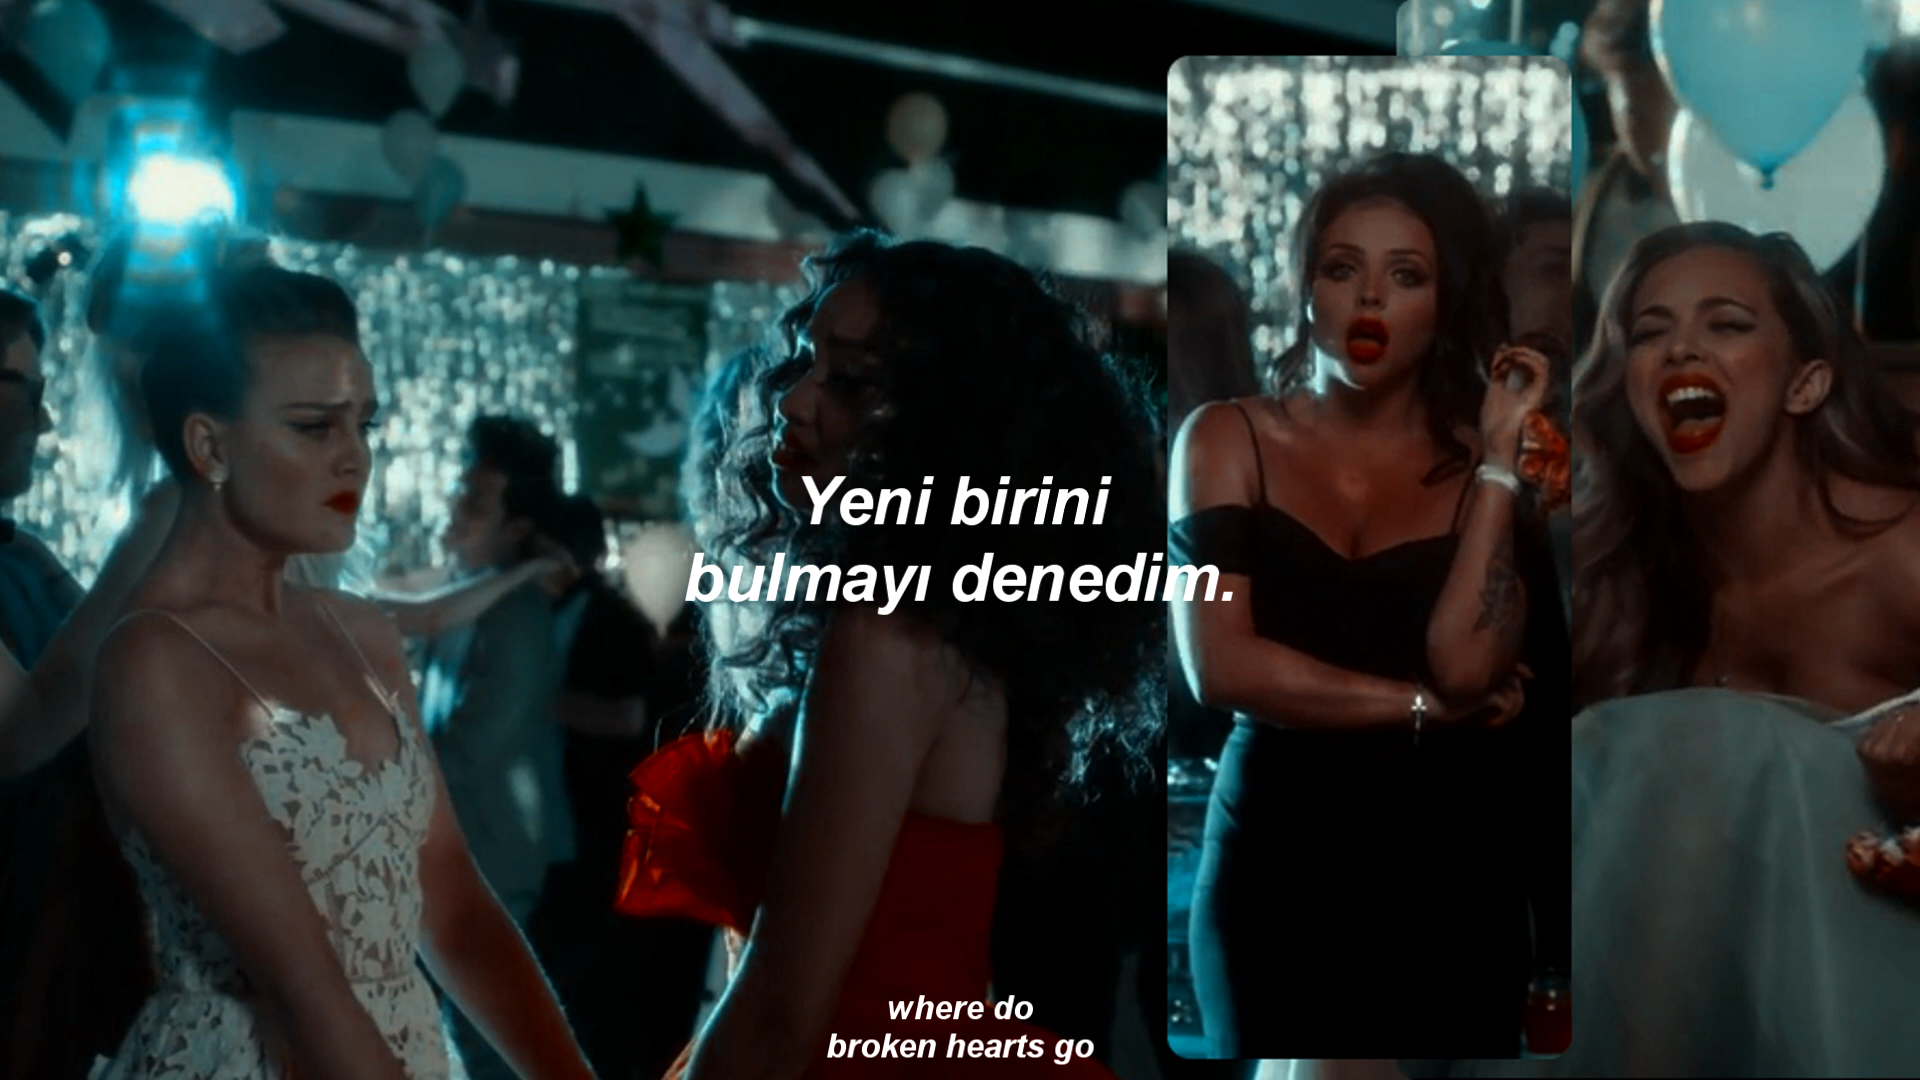 Yeni birini
bulmayı denedim.
where do
broken hearts go